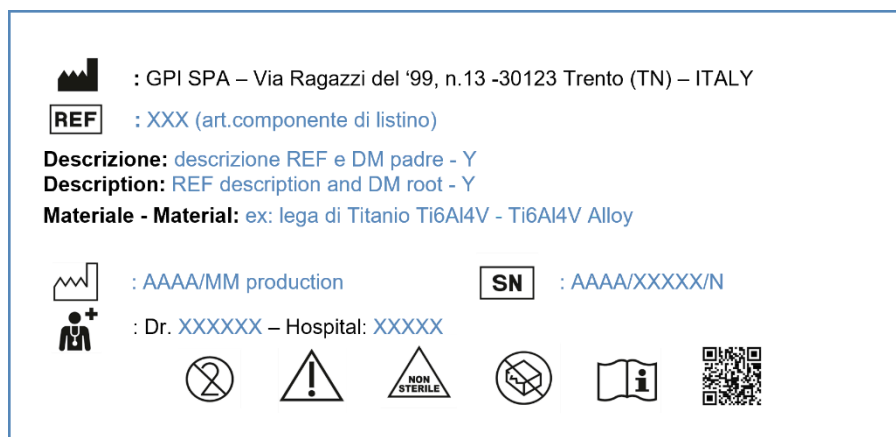 : GPI SPA – Via Ragazzi del ‘99, n.13 -30123 Trento (TN) – ITALY
REF : XXX (art.componente di listino)
Descrizione: descrizione REF e DM padre - Y
Description: REF description and DM root - Y
Materiale - Material: ex: lega di Titanio Ti6Al4V - Ti6Al4V Alloy
: AAAA/MM production SN : AAAA/XXXXX/N
: Dr. XXXXXX – Hospital: XXXXX
2 ! NON STERILE i